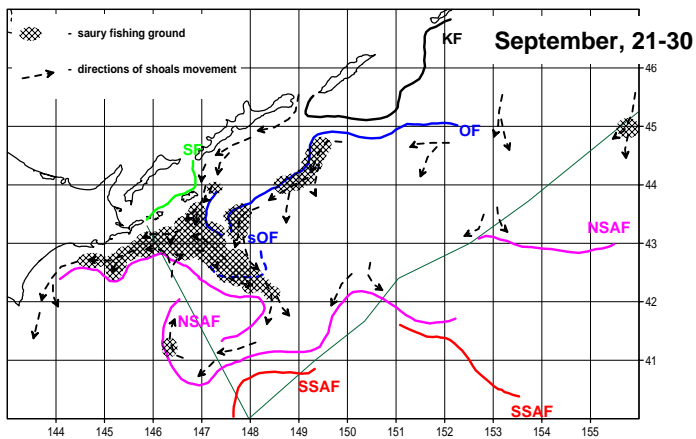 - saury fishing ground
- directions of shoals movement
September, 21-30
KF
46
OF
45
SF
44
NSAF
sOF
43
NSAF
42
41
SSAF
SSAF
144 145 146 147 148 149 150 151 152 153 154 155